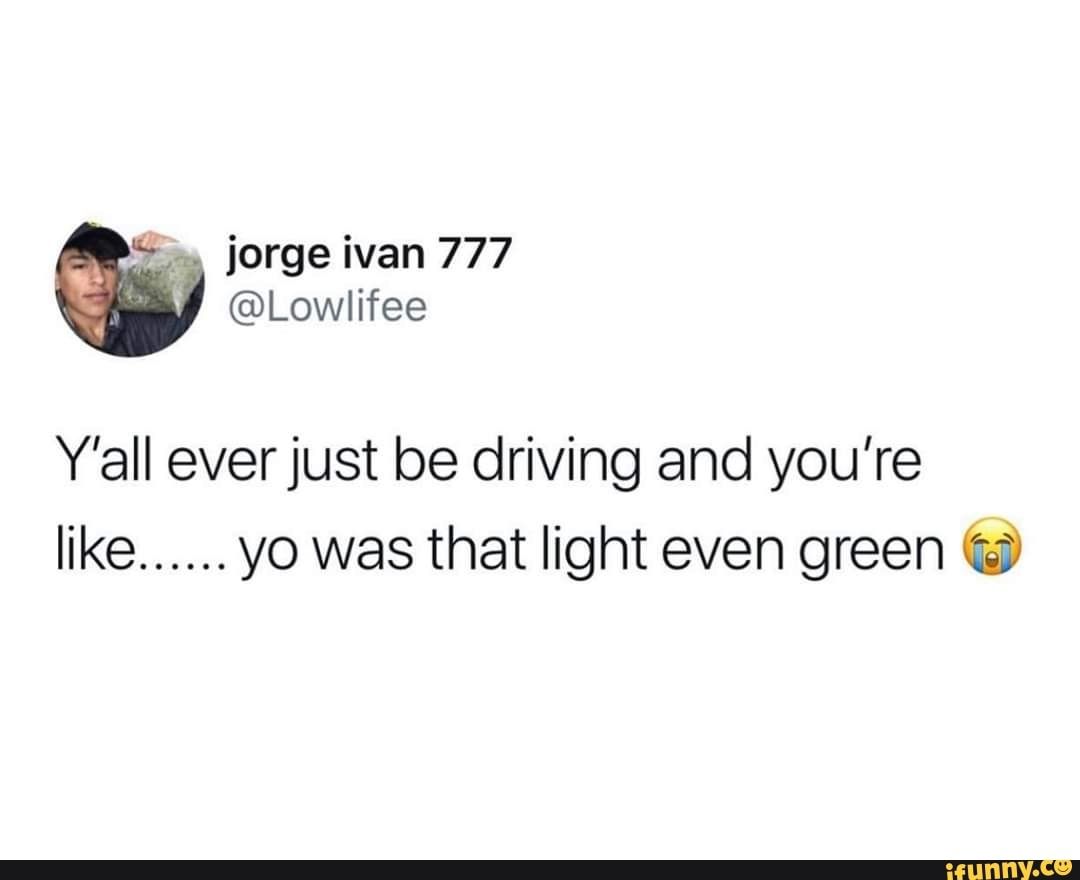 jorge ivan 777
@Lowlifee
Y'all ever just be driving and you're
like...... yo was that light even green 😭
ifunny.co